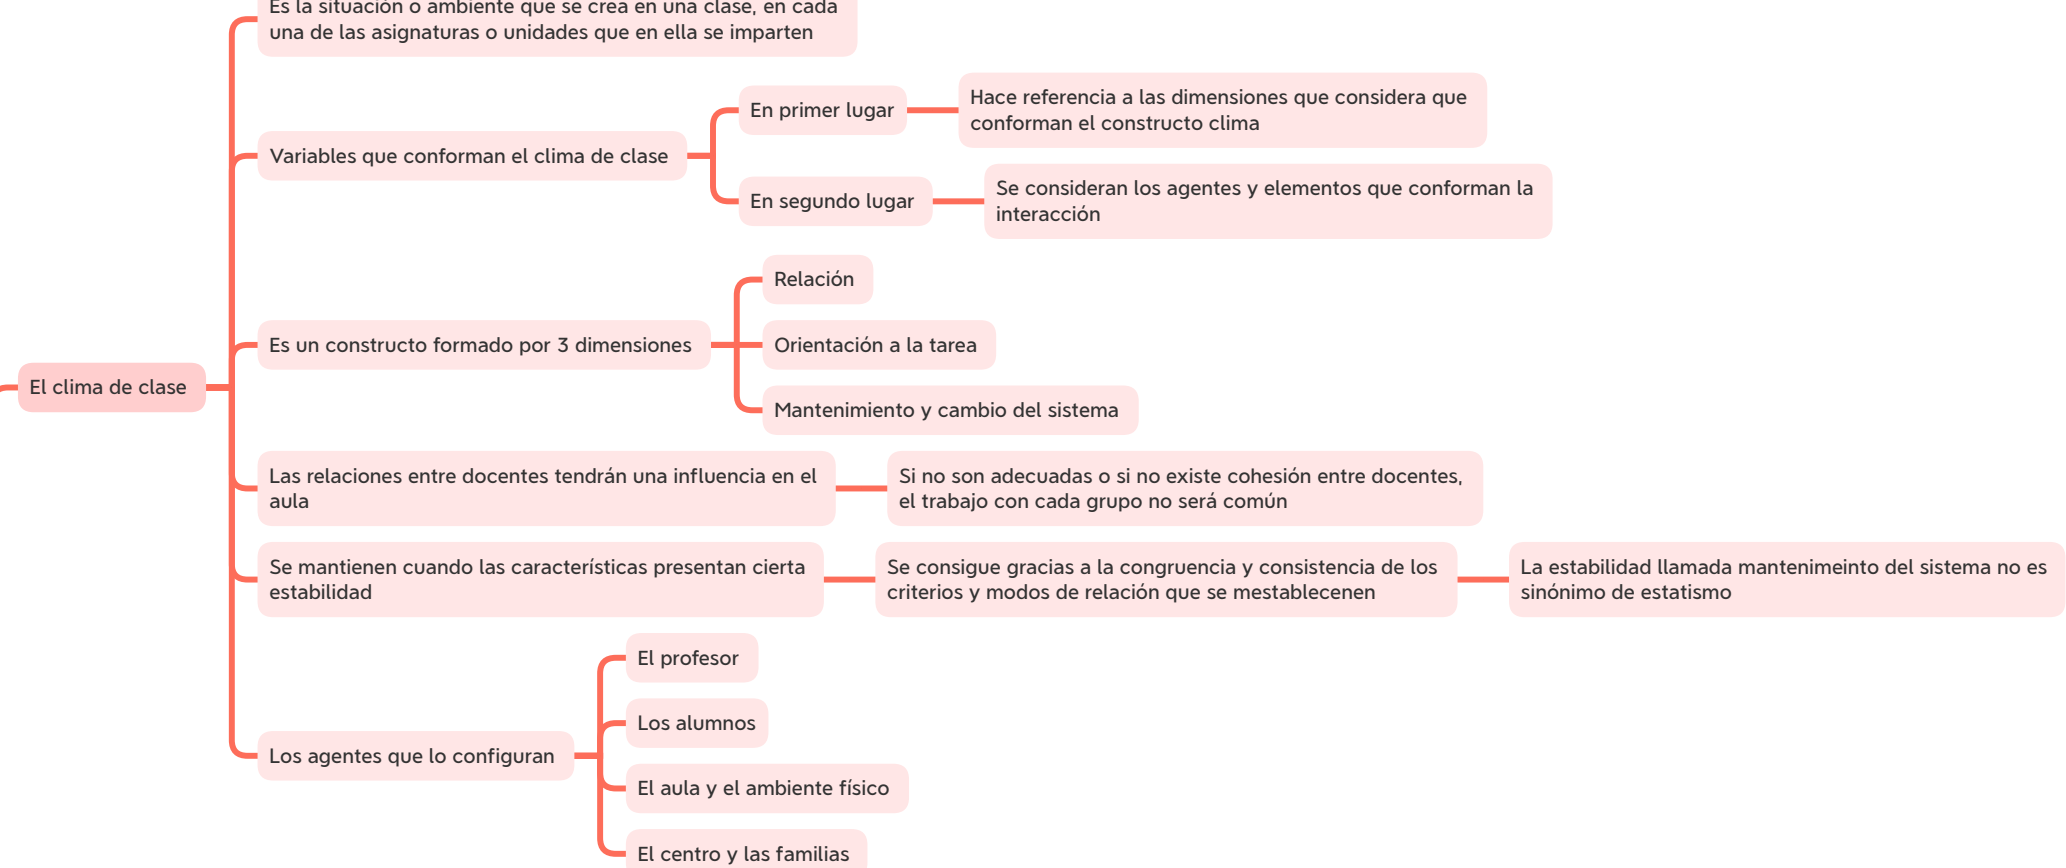 Es la situación o ambiente que se crea en una clase, en cada
una de las asignaturas o unidades que en ella se imparten
Variables que conforman el clima de clase
En primer lugar
Hace referencia a las dimensiones que considera que
conforman el constructo clima
En segundo lugar
Se consideran los agentes y elementos que conforman la
interacción
El clima de clase
Es un constructo formado por 3 dimensiones
Relación
Orientación a la tarea
Mantenimiento y cambio del sistema
Las relaciones entre docentes tendrán una influencia en el
aula
Si no son adecuadas o si no existe cohesión entre docentes,
el trabajo con cada grupo no será común
Se mantienen cuando las características presentan cierta
estabilidad
Se consigue gracias a la congruencia y consistencia de los
criterios y modos de relación que se mestablecenen
La estabilidad llamada mantenimeinto del sistema no es
sinónimo de estatismo
Los agentes que lo configuran
El profesor
Los alumnos
El aula y el ambiente físico
El centro y las familias